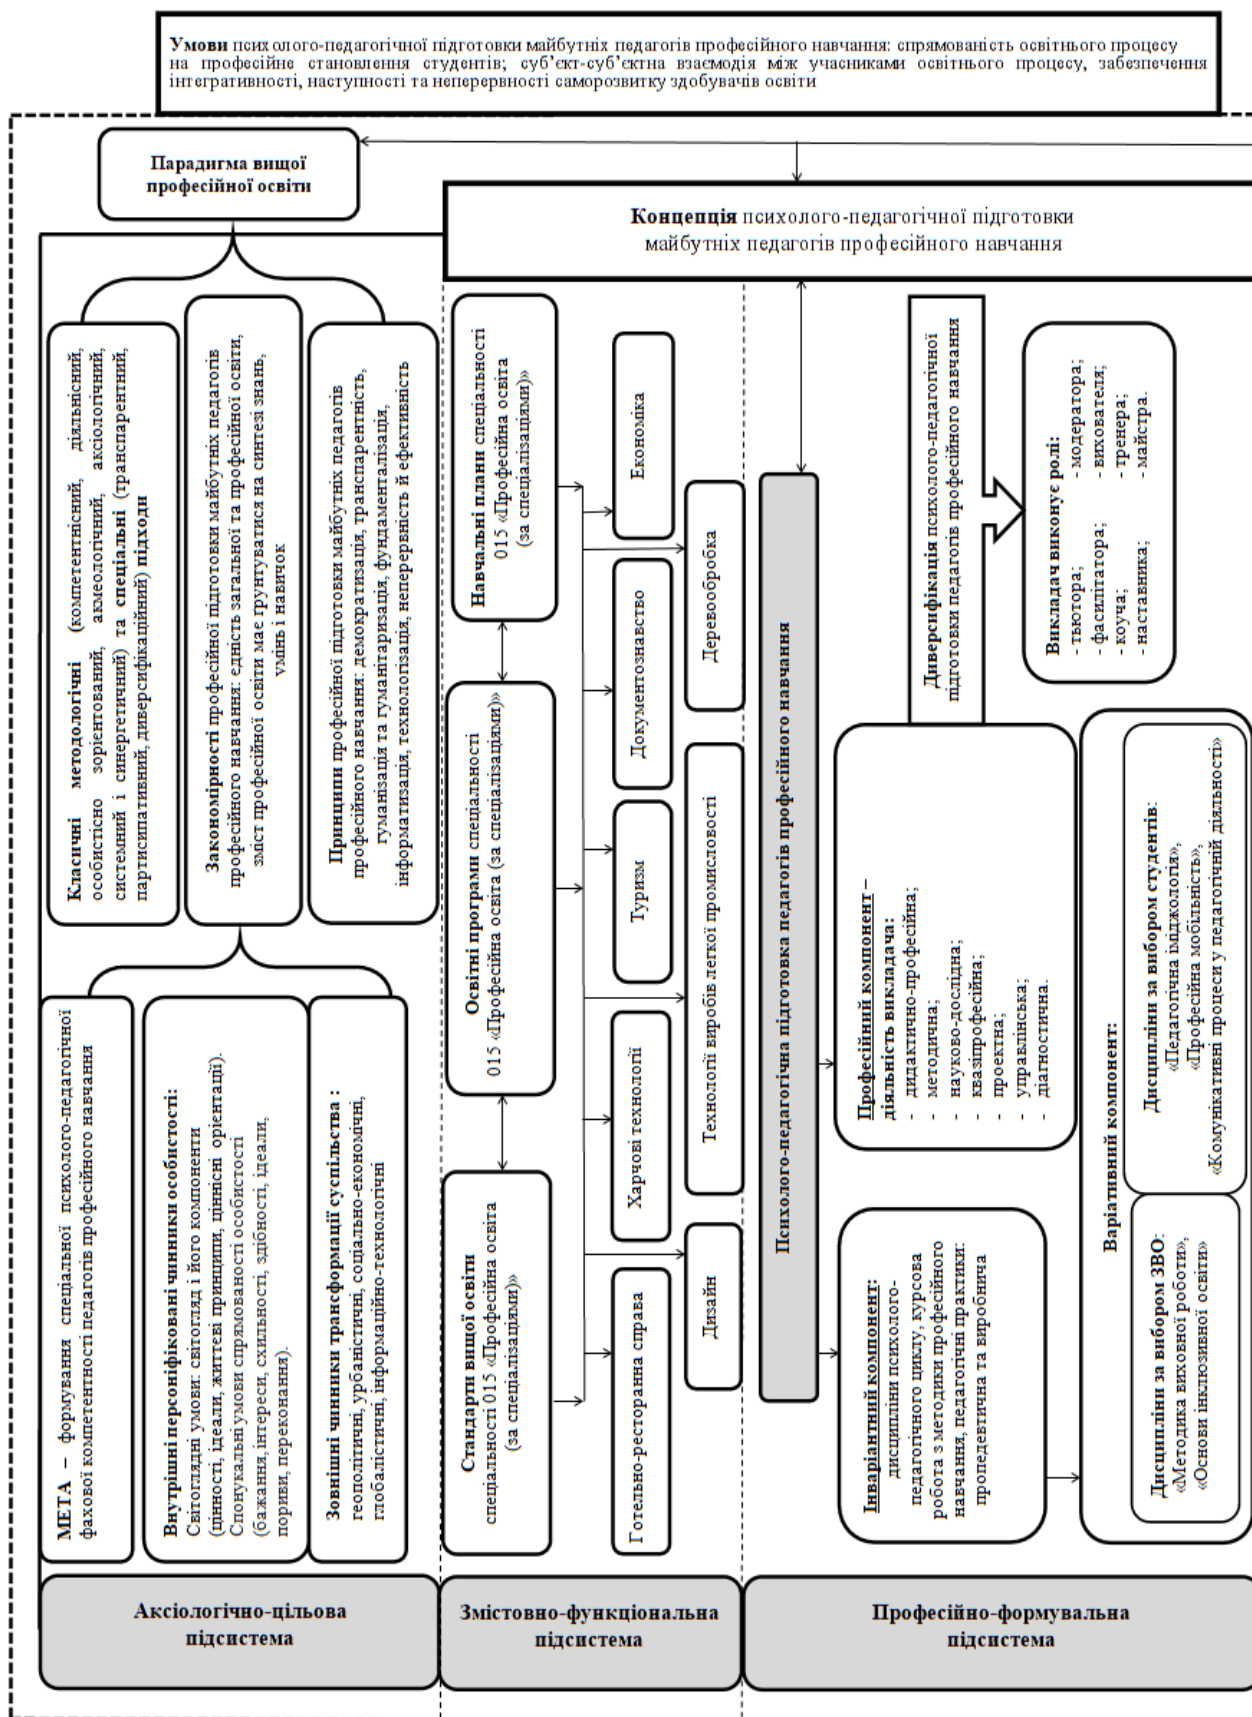 Умови психолого-педагогічної підготовки майбутніх педагогів професійного навчання: спрямованість освітнього процесу
на професійне становлення студентів; суб’єкт-суб’єктна взаємодія між учасниками освітнього процесу, забезпечення
інтегративності, наступності та неперервності саморозвитку здобувачів освіти
Парадигма вищої
професійної освіти
Концепція психолого-педагогічної підготовки
майбутніх педагогів професійного навчання
Класичні методологічні (компетентнісний, діяльнісний,
особистісно зорієнтований, акмеологічний, аксіологічний,
системний і синергетичний) та спеціальні (транспарентний,
партисипативний, диверсифікаційний) підходи
Закономірності професійної підготовки майбутніх педагогів
професійного навчання: едність загальної та професійної освіти,
зміст професійної освіти має ґрунтуватися на синтезі знань,
умінь і навичок
Принципи професійної підготовки майбутніх педагогів
професійного навчання: демократизація, транспарентність,
гуманізація та гуманітаризація, фундаменталізація,
інформатизація, технологізація, неперервність й ефективність
МЕТА – формування спеціальної психолого-педагогічної
фахової компетентності педагогів професійного навчання
Внутрішні персоніфіковані чинники особистості:
Світоглядні умови: світогляд і його компоненти
(цінності, ідеали, життєві принципи, ціннісні орієнтації).
Спонукальні умови спрямованості особистості
(бажання, інтереси, схильності, здібності, ідеали,
пориви, переконання).
Зовнішні чинники трансформації суспільства :
геополітичні, урбаністичні, соціально-економічні,
глобалістичні, інформаційно-технологічні
Аксіологічно-цільова
підсистема
Навчальні плани спеціальності
015 «Професійна освіта
(за спеціалізаціями)»
Освітні програми спеціальності
015 «Професійна освіта (за спеціалізаціями)»
Стандарти вищої освіти
спеціальності 015 «Професійна освіта
(за спеціалізаціями)»
Економіка
Документознавство
Туризм
Харчові технології
Готельно-ресторанна справа
Деревообробка
Технології виробів легкої промисловості
Дизайн
Змістовно-функціональна
підсистема
Психолого-педагогічна підготовка педагогів професійного навчання
Диверсифікація психолого-педагогічної
підготовки педагогів професійного навчання
Викладач виконує ролі:
- тьютора; - модератора;
- фасилітатора; - вихователя;
- коуча; - тренера;
- наставника; - майстра.
Професійний компонент –
діяльність викладача:
- дидактично-професійна;
- методична;
- науково-дослідна;
- квазіпрофесійна;
- проектна;
- управлінська;
- діагностична.
Інваріантний компонент:
дисципліни психолого-
педагогічного циклу, курсова
робота з методики професійного
навчання, педагогічні практики:
пропедевтична та виробнича
Варіативний компонент:
Дисципліни за вибором студентів:
«Педагогічна іміджологія»,
«Професійна мобільність»,
«Комунікативні процеси у педагогічній діяльності»
Дисципліни за вибором ЗВО:
«Методика виховної роботи»,
«Основи інклюзивної освіти»
Професійно-формувальна
підсистема